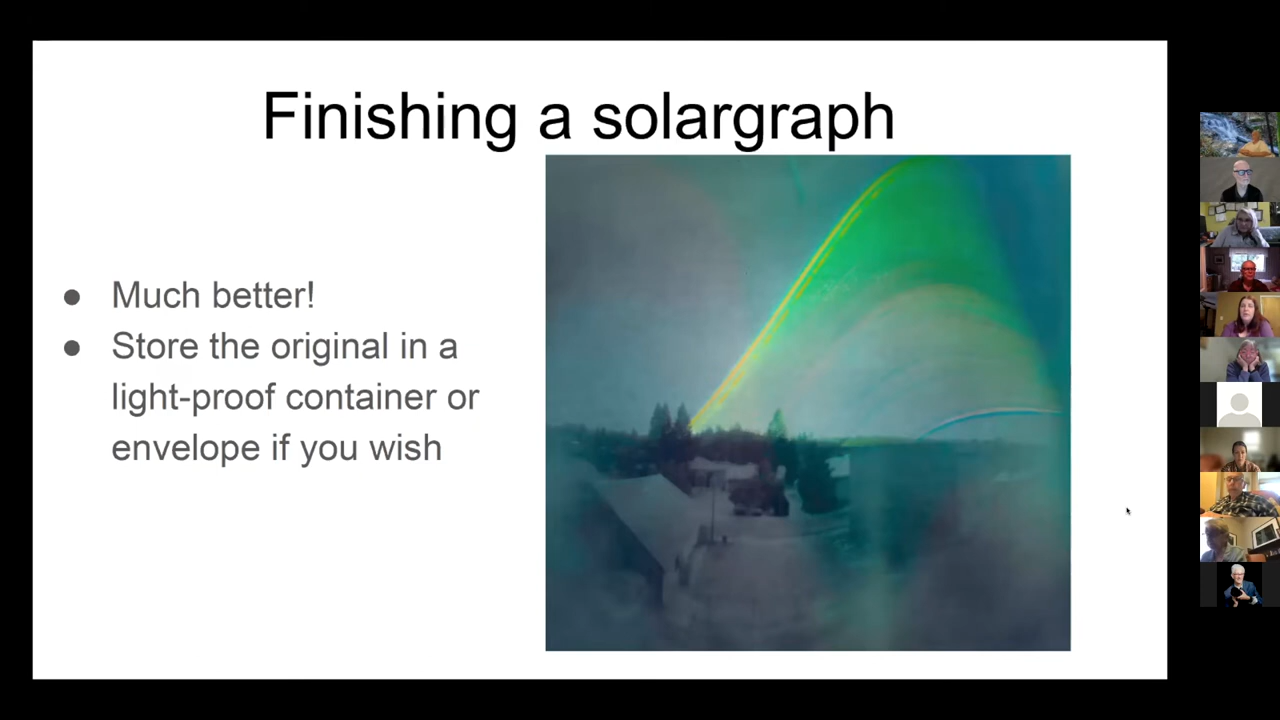 Finishing a solargraph
● Much better!
● Store the original in a
light-proof container or
envelope if you wish